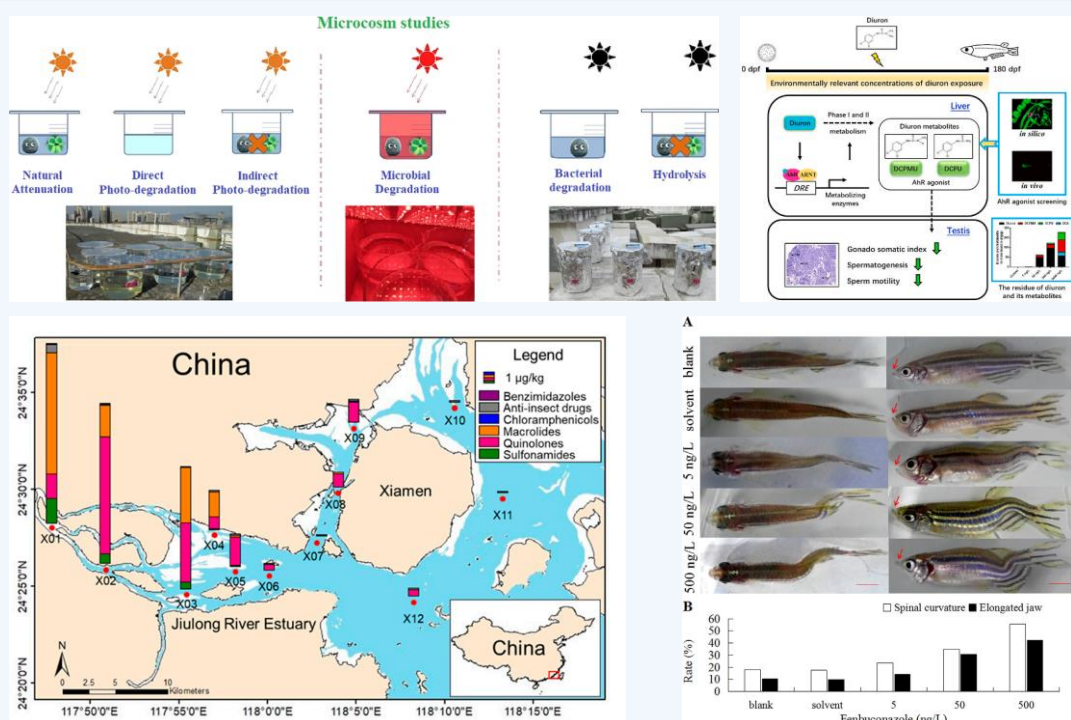 Microcosm studies
Natural
Attenuation
Direct
Photo-degradation
Indirect
Photo-degradation
Microbial
Degradation
Bacterial
degradation
Hydrolysis
Diuron
0 dpf
180 dpf
Environmentally relevant concentrations of diuron exposure
Liver
Diuron
Phase I and II
metabolism
Diuron metabolites
DCPMU
DCPU
AhR agonist
AhR
ARNT
DRE
Metabolizing
enzymes
in silico
in vivo
AhR agonist screening
Testis
Gonado somatic index
Spermatogenesis
Sperm motility
The residue of diuron
and its metabolites
China
Legend
1 µg/kg
Benzimidazoles
Anti-insect drugs
Chloramphenicols
Macrolides
Quinolones
Sulfonamides
24°35'0"N
24°30'0"N
24°25'0"N
24°20'0"N
X01
X02
X03
X04
X05
X06
X07
X08
X09
X10
X11
X12
Xiamen
Jiulong River Estuary
N
0 2.5 5 10
Kilometers
China
117°50'0"E 117°55'0"E 118°0'0"E 118°5'0"E 118°10'0"E 118°15'0"E
A
blank
solvent
5 ng/L
50 ng/L
500 ng/L
B
Spinal curvature Elongated jaw
Rate (%)
60
50
40
30
20
10
0
blank solvent 5 50 500
Fenbuconazole (ng/L)